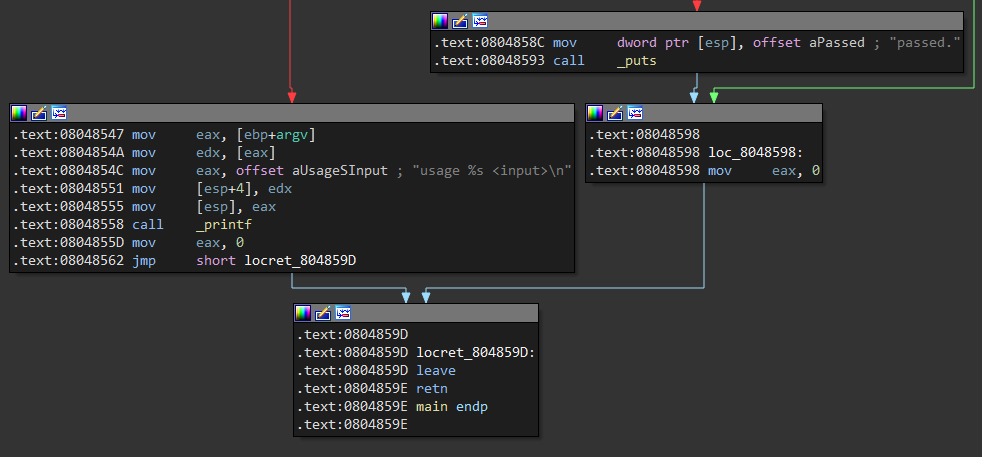 .text:0804858C mov     dword ptr [esp], offset aPassed ; "passed."
.text:08048593 call    _puts
.text:08048547 mov     eax, [ebp+argv]
.text:0804854A mov     edx, [eax]
.text:0804854C mov     eax, offset aUsageSInput ; "usage %s <input>\n"
.text:08048551 mov     [esp+4], edx
.text:08048555 mov     [esp], eax
.text:08048558 call    _printf
.text:0804855D mov     eax, 0
.text:08048562 jmp     short locret_804859D
.text:08048598
.text:08048598 loc_8048598:
.text:08048598 mov     eax, 0
.text:0804859D
.text:0804859D locret_804859D:
.text:0804859D leave
.text:0804859E retn
.text:0804859E main endp
.text:0804859E